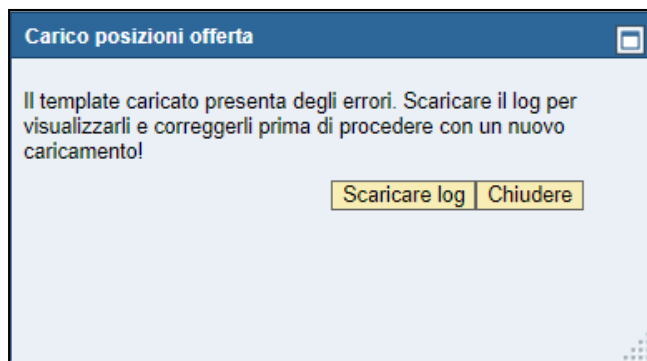 Carico posizioni offerta
Il template caricato presenta degli errori. Scaricare il log per
visualizzarli e correggerli prima di procedere con un nuovo
caricamento!
Scaricare log Chiudere